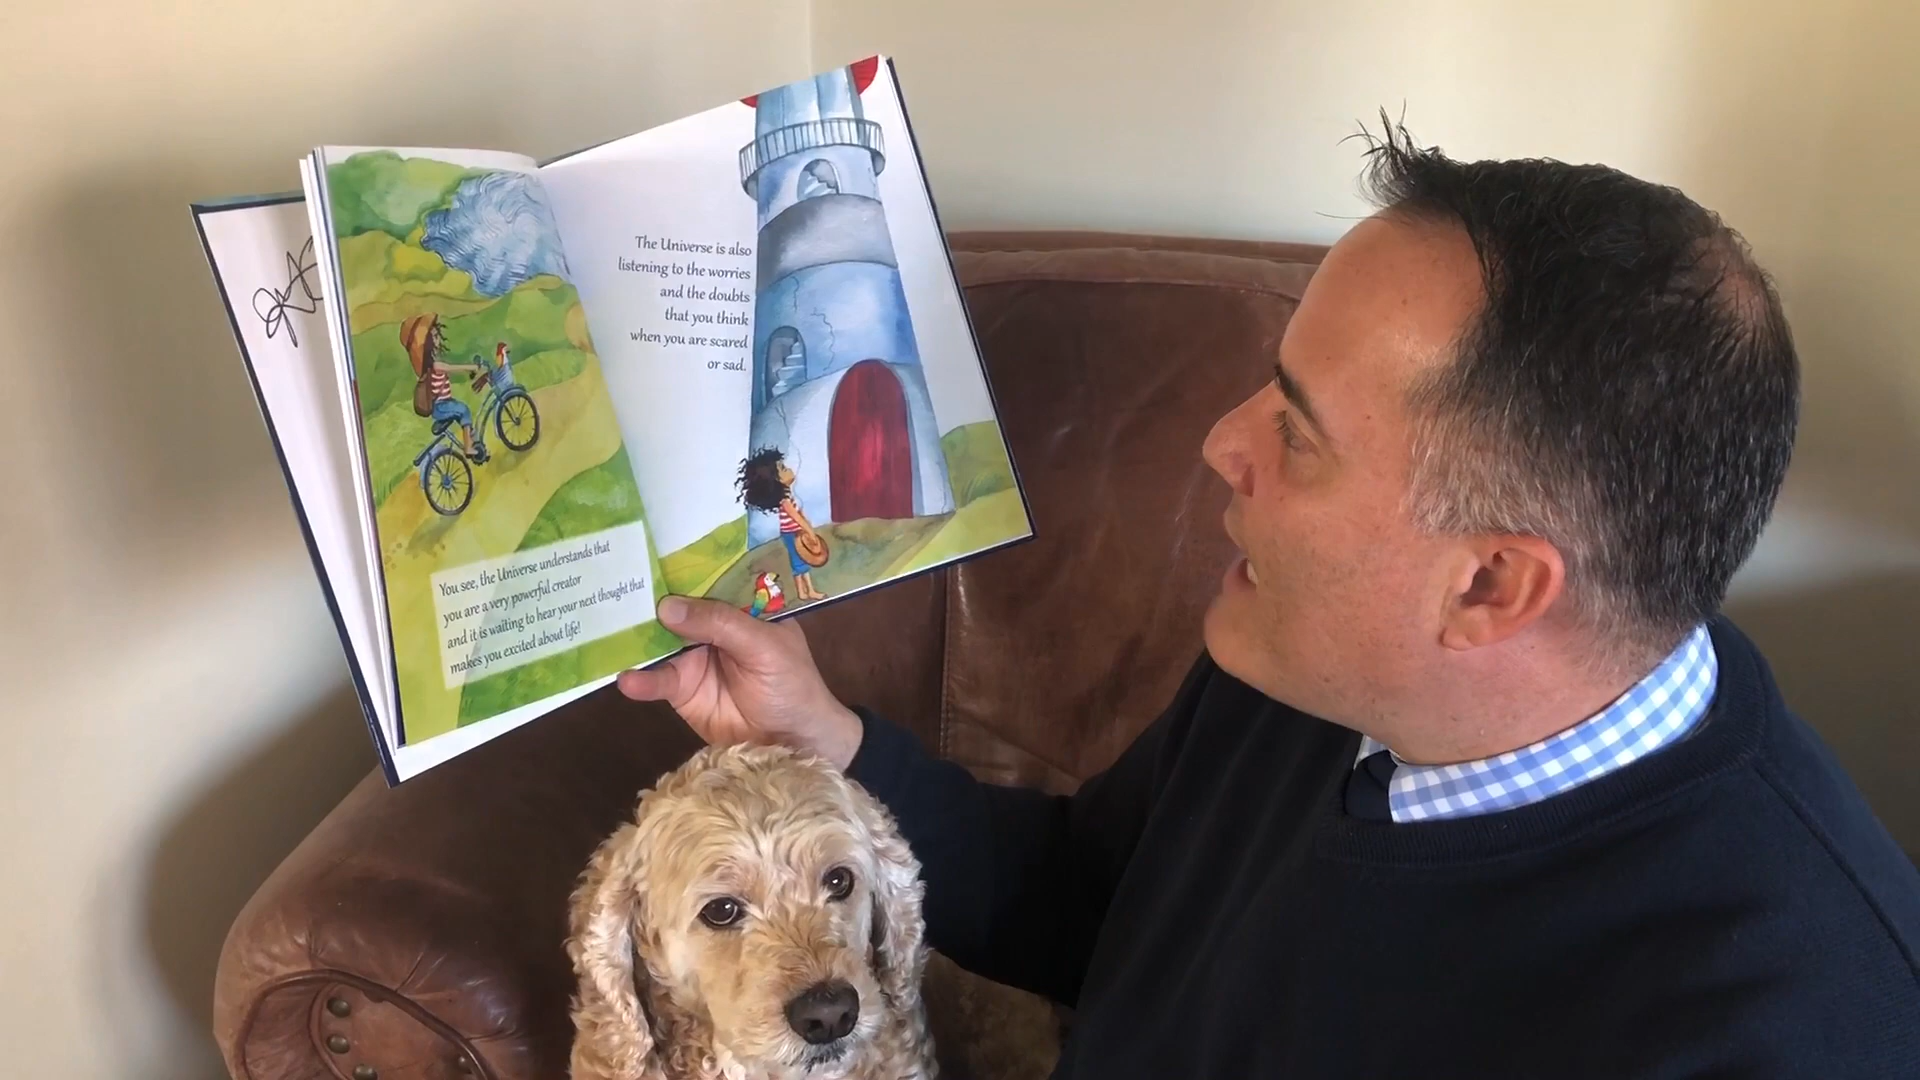 You see, the Universe understands that
you are a very powerful creator
and it is waiting to hear your next thought that
makes you excited about life!
The Universe is also
listening to the worries
and the doubts
that you think
when you are scared
or sad.